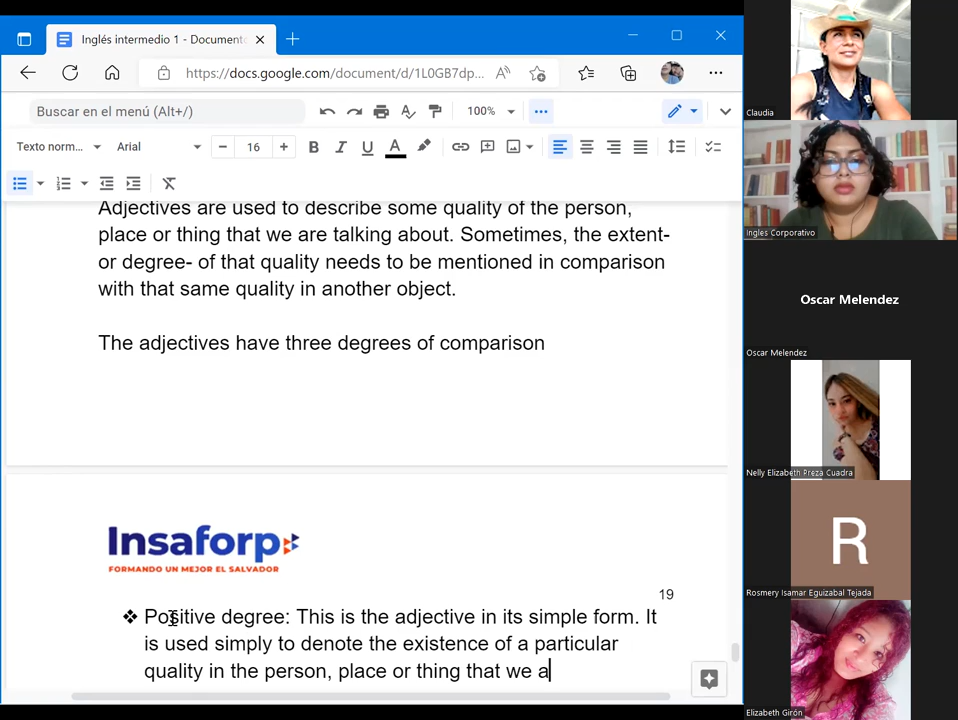 Inglés intermedio 1 - Documento
https://docs.google.com/document/d/1L0GB7dp...
Buscar en el menú (Alt+/)
100%
Texto norm...
Arial
16
Adjectives are used to describe some quality of the person,
place or thing that we are talking about. Sometimes, the extent-
or degree- of that quality needs to be mentioned in comparison
with that same quality in another object.
The adjectives have three degrees of comparison
Insaforp
FORMANDO UN MEJOR EL SALVADOR
19
❖ Positive degree: This is the adjective in its simple form. It
is used simply to denote the existence of a particular
quality in the person, place or thing that we a
Claudia
Ingles Corporativo
Oscar Melendez
Oscar Melendez
Nelly Elizabeth Preza Cuadra
R
Rosmery Isamar Eguizabal Tejada
Elizabeth Girón